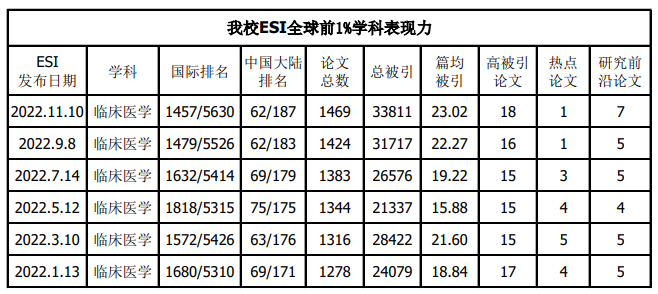 我校ESI全球前1%学科表现力
ESI 发布日期 学科 国际排名 中国大陆排名 论文总数 总被引 篇均被引 高被引论文 热点论文 研究前沿论文
2022.11.10 临床医学 1457/5630 62/187 1469 33811 23.02 18 1 7
2022.9.8 临床医学 1479/5526 62/183 1424 31717 22.27 16 1 5
2022.7.14 临床医学 1632/5414 69/179 1383 26576 19.22 15 3 5
2022.5.12 临床医学 1818/5315 75/175 1344 21337 15.88 15 4 4
2022.3.10 临床医学 1572/5426 63/176 1316 28422 21.60 15 5 5
2022.1.13 临床医学 1680/5310 69/171 1278 24079 18.84 17 4 5